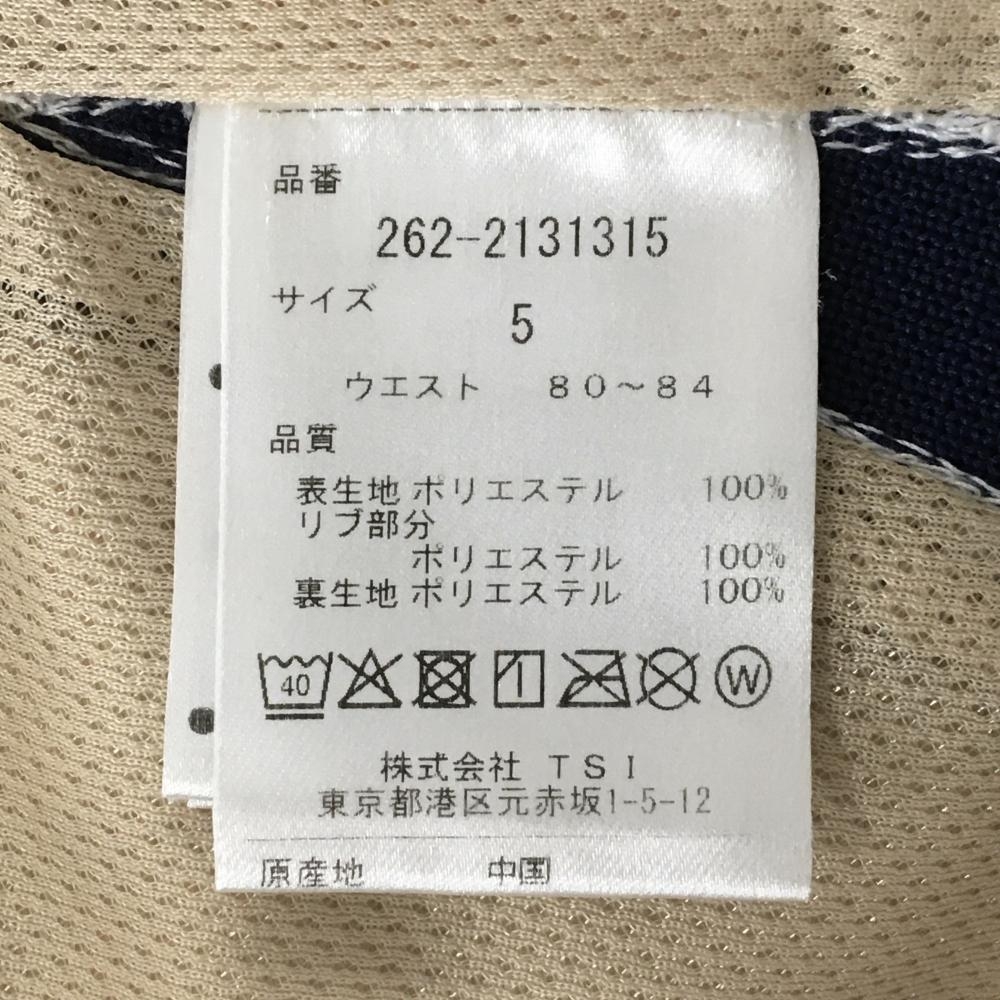 品番
262-2131315
サイズ
5
ウエスト 80～84
品質
表生地 ポリエステル 100%
リブ部分
ポリエステル 100%
裏生地 ポリエステル 100%
40 W
株式会社 TSI
東京都港区元赤坂1-5-12
原産地 中国